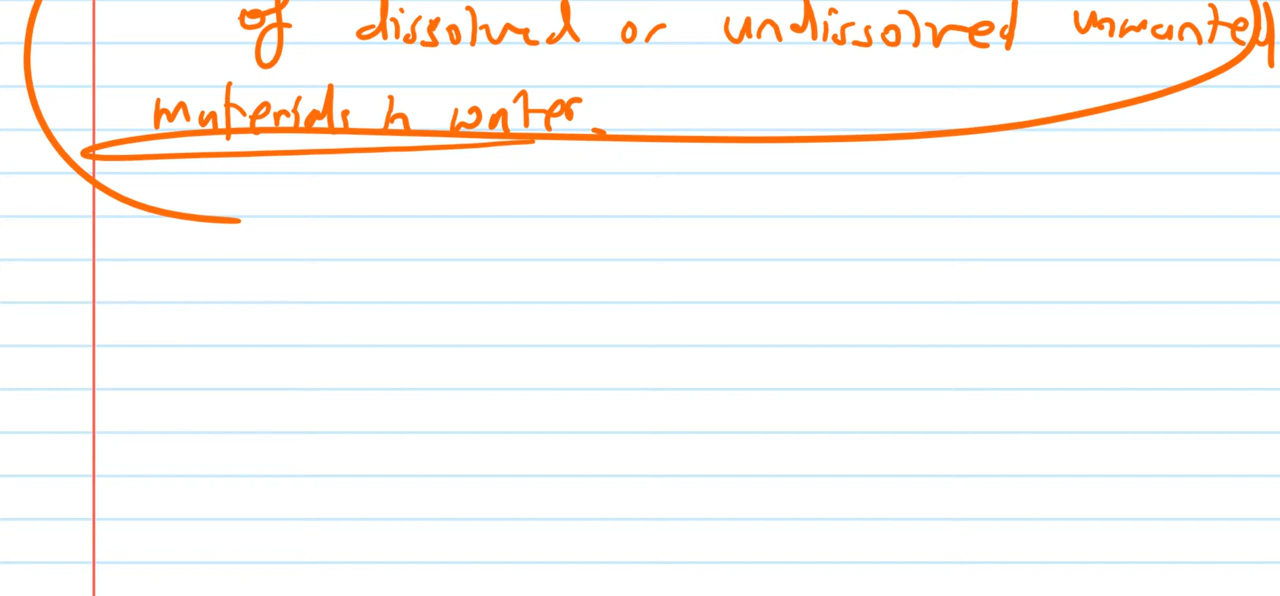 of dissolved or undissolved unwanted
materials in water.